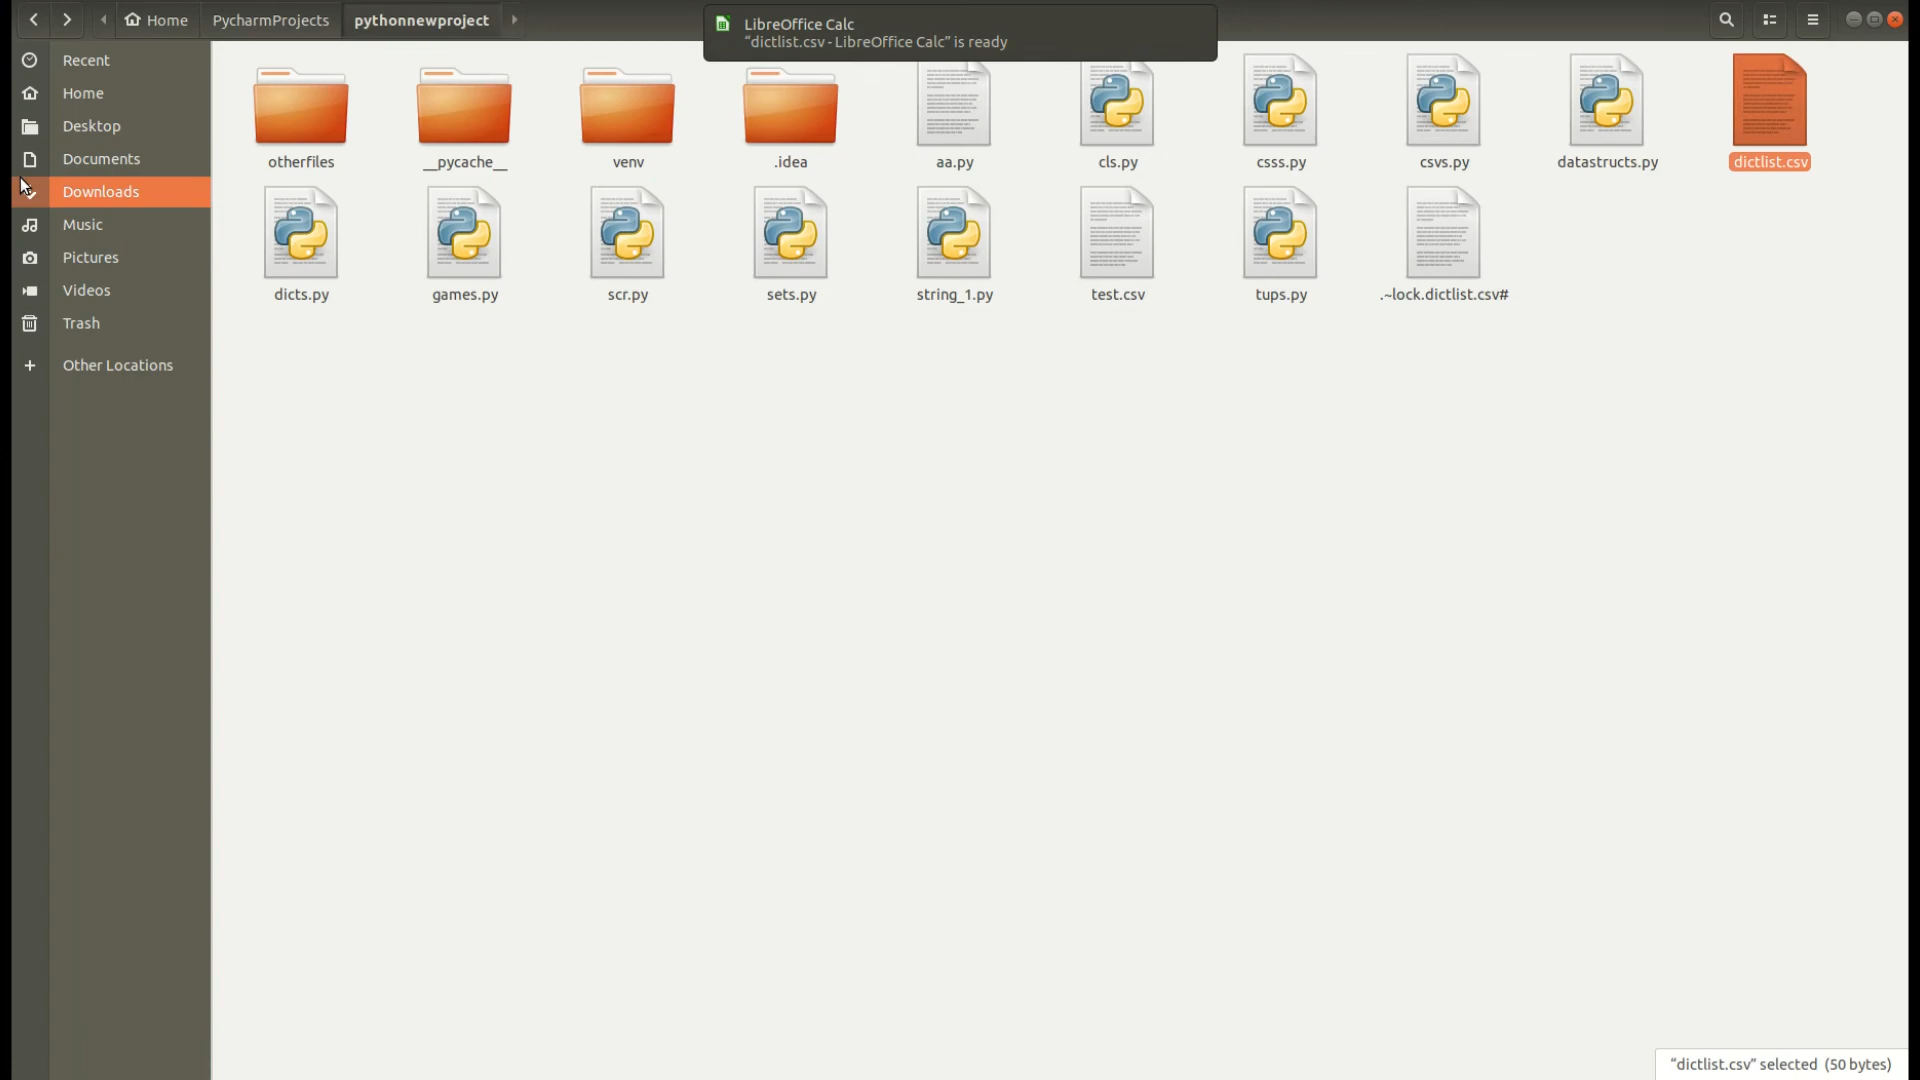 Home
PycharmProjects
pythonnewproject
LibreOffice Calc
“dictlist.csv - LibreOffice Calc” is ready
Recent
Home
Desktop
Documents
Downloads
Music
Pictures
Videos
Trash
Other Locations
otherfiles
__pycache__
venv
.idea
aa.py
cls.py
csss.py
csvs.py
datastructs.py
dictlist.csv
dicts.py
games.py
scr.py
sets.py
string_1.py
test.csv
tups.py
.~lock.dictlist.csv#
“dictlist.csv” selected (50 bytes)